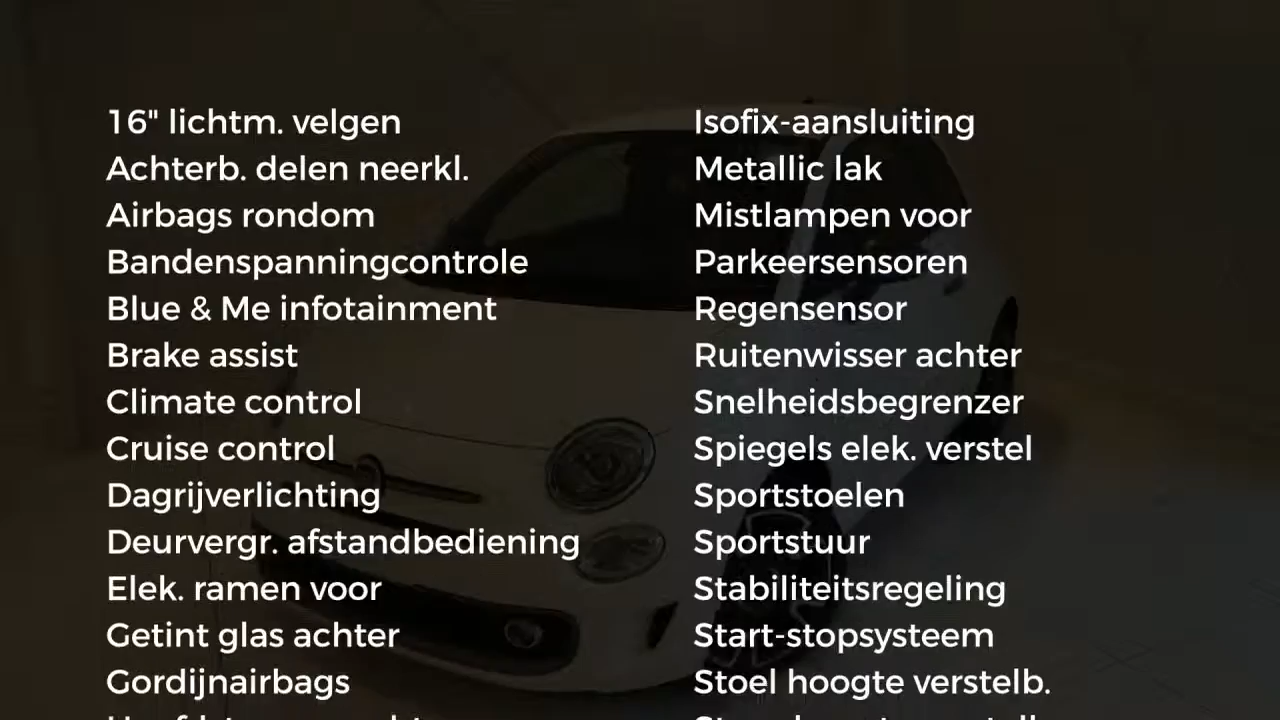 16" lichtm. velgen
Achterb. delen neerkl.
Airbags rondom
Bandenspanningcontrole
Blue & Me infotainment
Brake assist
Climate control
Cruise control
Dagrijverlichting
Deurvergr. afstandbediening
Elek. ramen voor
Getint glas achter
Gordijnairbags
Isofix-aansluiting
Metallic lak
Mistlampen voor
Parkeersensoren
Regensensor
Ruitenwisser achter
Snelheidsbegrenzer
Spiegels elek. verstel
Sportstoelen
Sportstuur
Stabiliteitsregeling
Start-stopsysteem
Stoel hoogte verstelb.